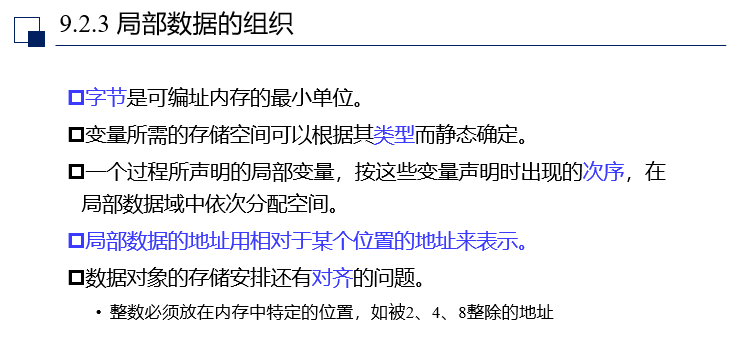 9.2.3 局部数据的组织
字节是可编址内存的最小单位。
变量所需的存储空间可以根据其类型而静态确定。
一个过程所声明的局部变量，按这些变量声明时出现的次序，在
局部数据域中依次分配空间。
局部数据的地址用相对于某个位置的地址来表示。
数据对象的存储安排还有对齐的问题。
• 整数必须放在内存中特定的位置，如被2、4、8整除的地址